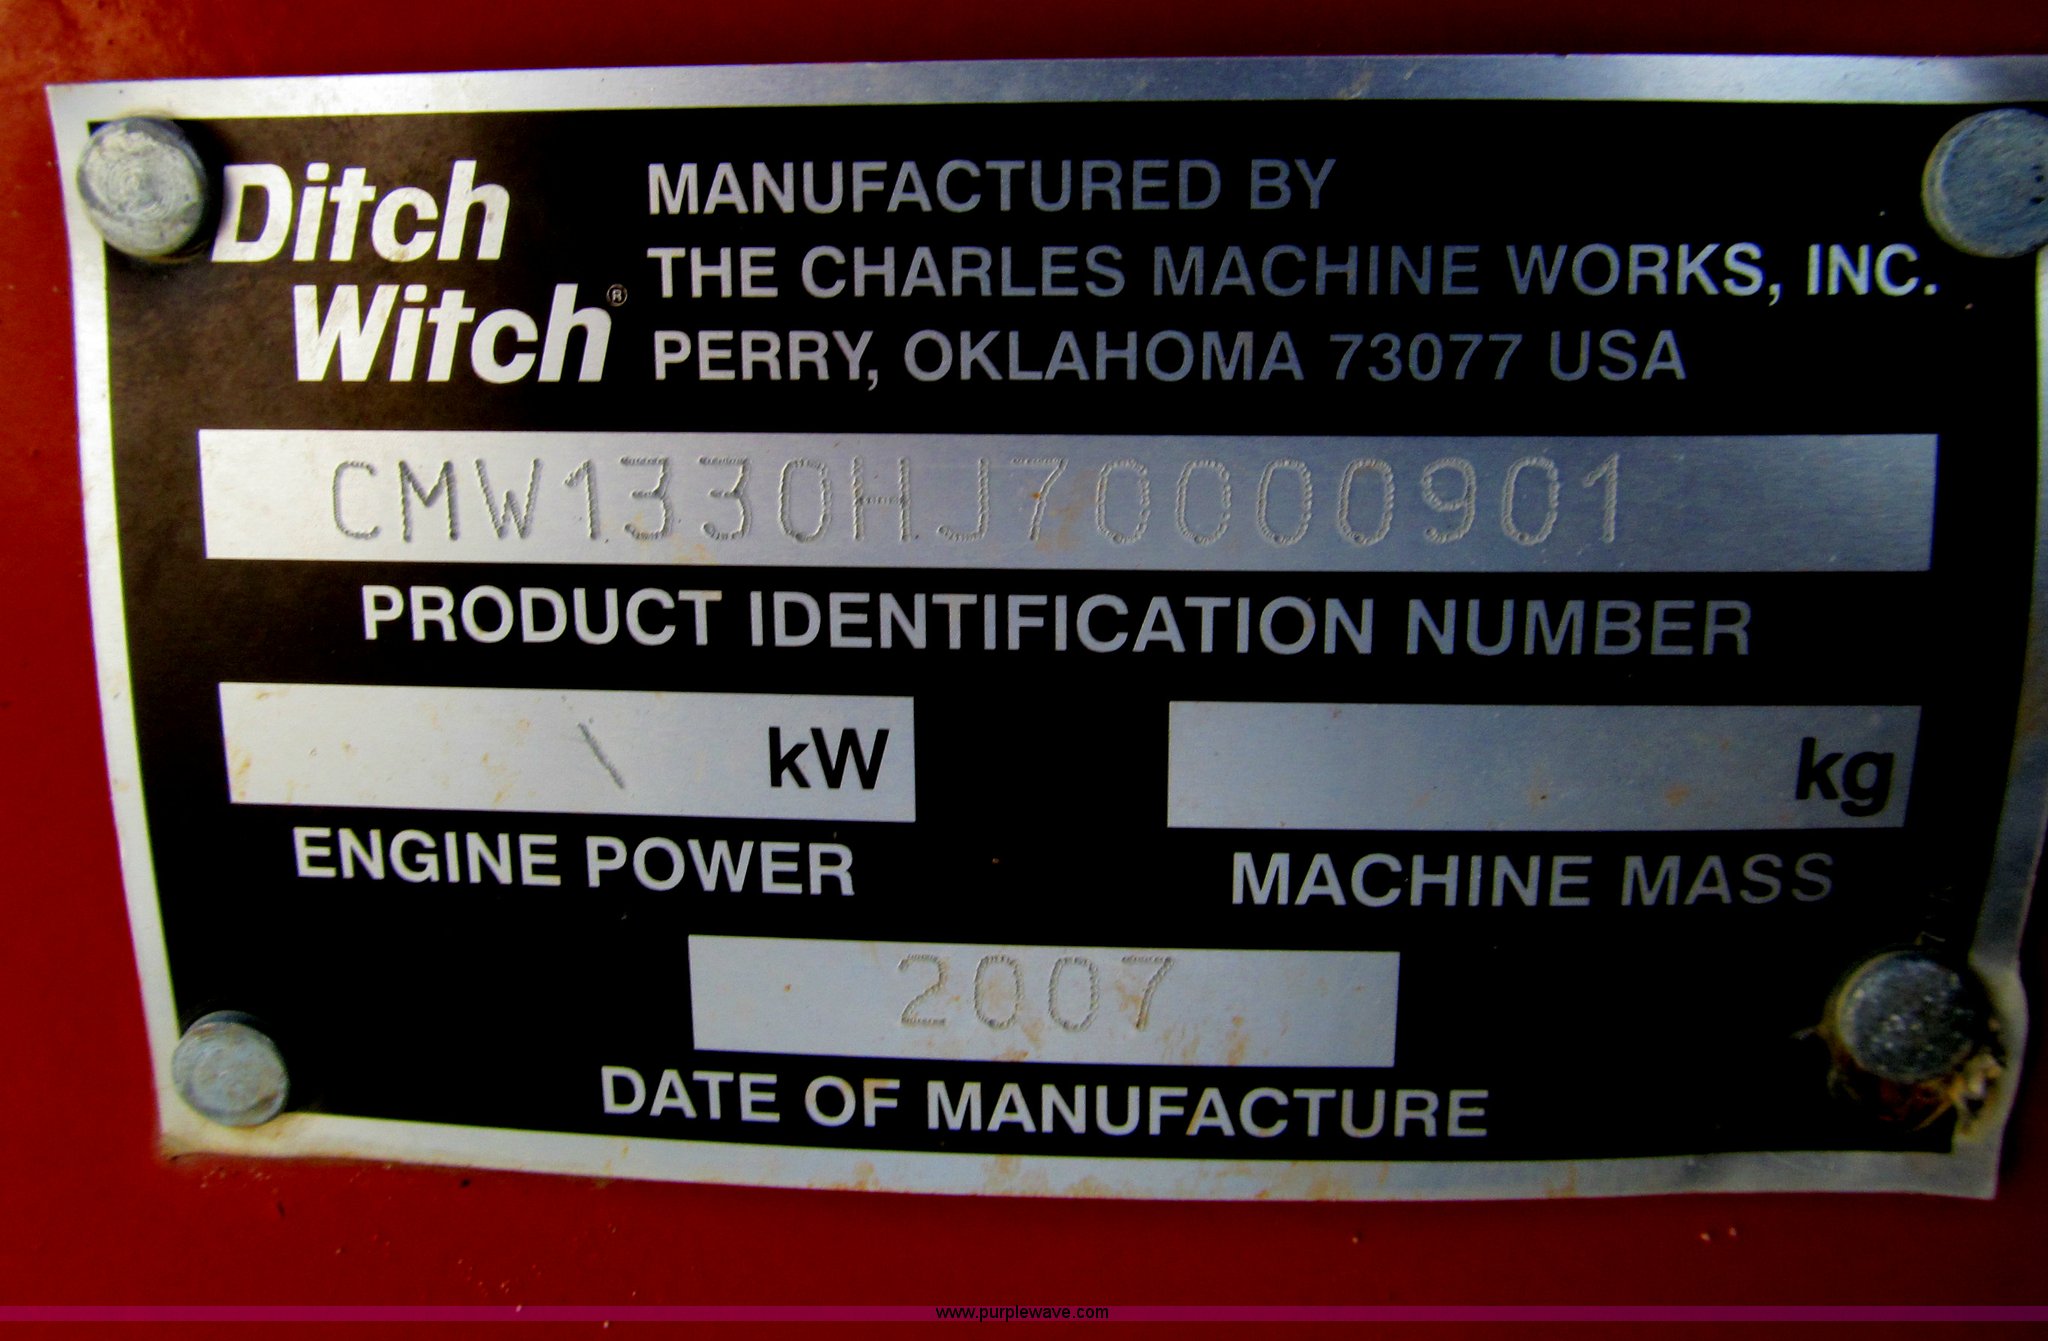 Ditch
Witch®
MANUFACTURED BY
THE CHARLES MACHINE WORKS, INC.
PERRY, OKLAHOMA 73077 USA
CMW1330HJ70000901
PRODUCT IDENTIFICATION NUMBER
\ kW
kg
ENGINE POWER
MACHINE MASS
2007
DATE OF MANUFACTURE
www.purplewave.com